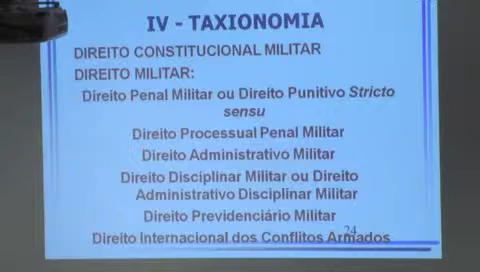 IV - TAXIONOMIA
DIREITO CONSTITUCIONAL MILITAR
DIREITO MILITAR:
Direito Penal Militar ou Direito Punitivo Stricto
sensu
Direito Processual Penal Militar
Direito Administrativo Militar
Direito Disciplinar Militar ou Direito
Administrativo Disciplinar Militar
Direito Previdenciário Militar
24
Direito Internacional dos Conflitos Armados